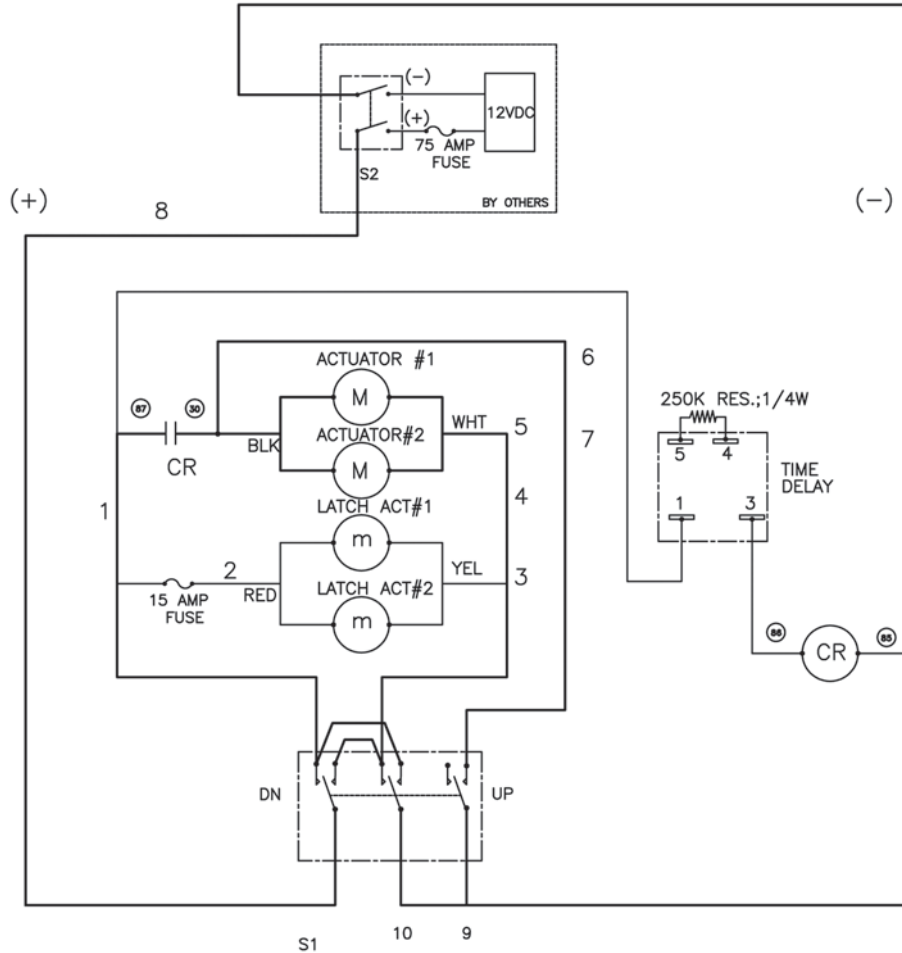 (-)
(+)
12VDC
75 AMP
FUSE
S2
BY OTHERS
(+)
8
(-)
6
ACTUATOR #1
M
87
30
CR
BLK
WHT
5
7
ACTUATOR#2
M
4
1
LATCH ACT#1
m
2
RED
YEL
3
15 AMP
FUSE
LATCH ACT#2
m
250K RES.;1/4W
5
4
TIME
DELAY
1
3
86
CR
85
DN
UP
S1
10
9